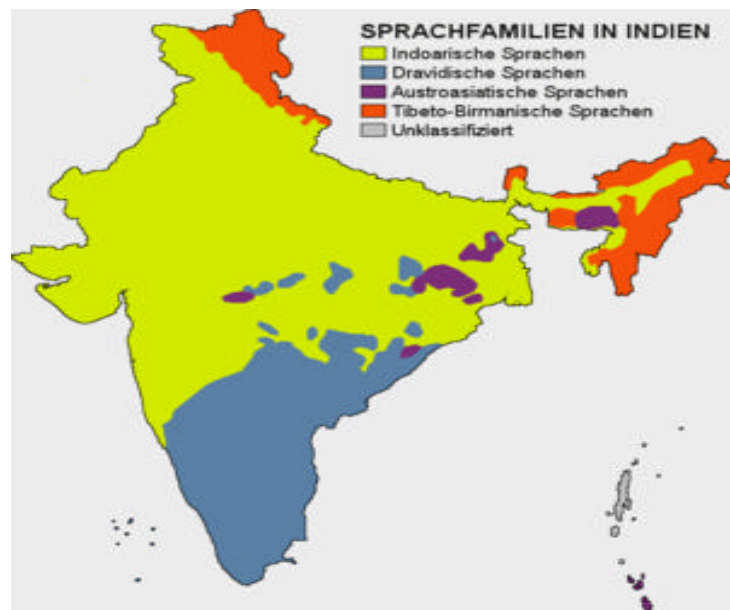 SPRACHFAMILIEN IN INDIEN
Indoarische Sprachen
Dravidische Sprachen
Austroasiatische Sprachen
Tibeto-Birmanische Sprachen
Unklassifiziert